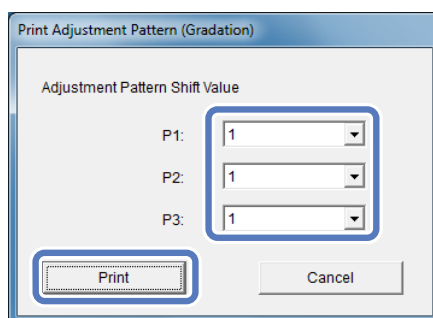 Print Adjustment Pattern (Gradation)
Adjustment Pattern Shift Value
P1: 1
P2: 1
P3: 1
Print Cancel